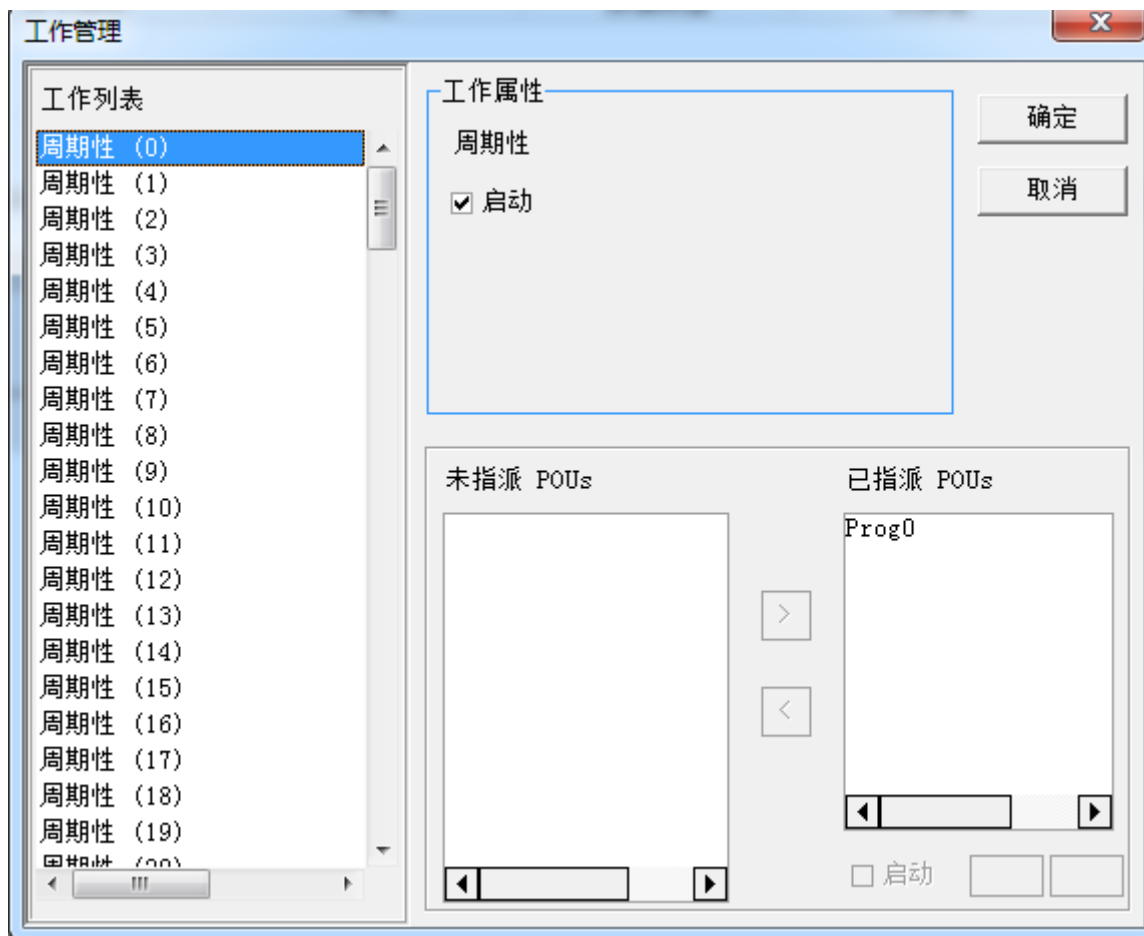 工作管理
工作列表
周期性 (0)
周期性 (1)
周期性 (2)
周期性 (3)
周期性 (4)
周期性 (5)
周期性 (6)
周期性 (7)
周期性 (8)
周期性 (9)
周期性 (10)
周期性 (11)
周期性 (12)
周期性 (13)
周期性 (14)
周期性 (15)
周期性 (16)
周期性 (17)
周期性 (18)
周期性 (19)
周期性 (20)
工作属性
周期性
启动
确定
取消
未指派 POUs
已指派 POUs
Prog0
>
<
启动